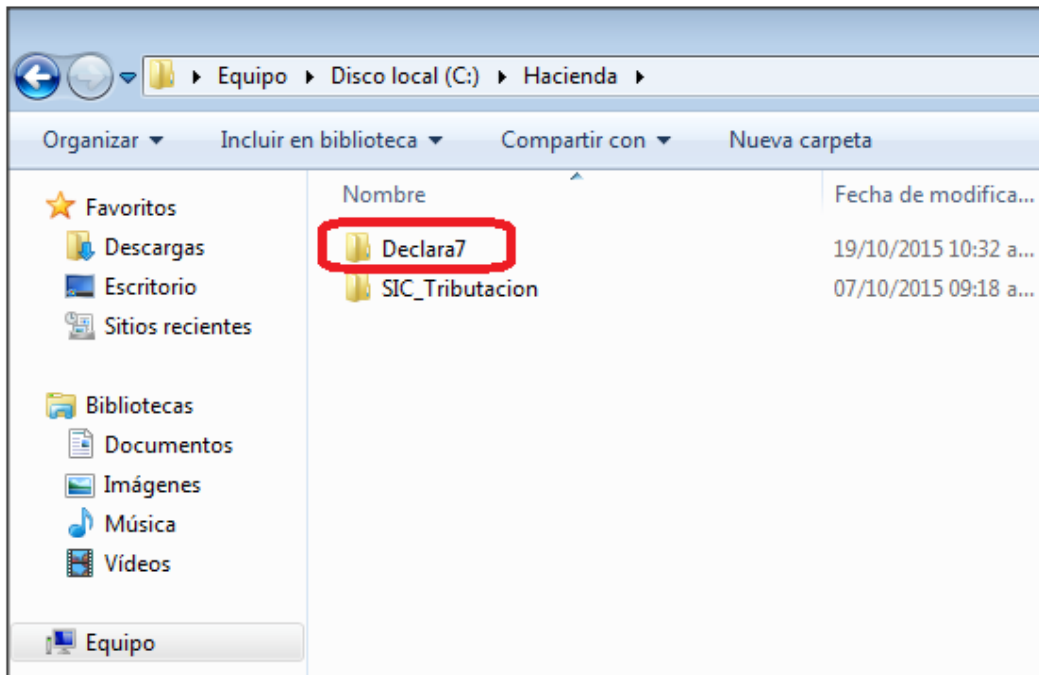 Equipo Disco local (C:) Hacienda
Organizar Incluir en biblioteca Compartir con Nueva carpeta
Nombre Fecha de modifica...
Favoritos
Descargas
Escritorio
Sitios recientes
Bibliotecas
Documentos
Imágenes
Música
Vídeos
Equipo
Declara7 19/10/2015 10:32 a...
SIC_Tributacion 07/10/2015 09:18 a...